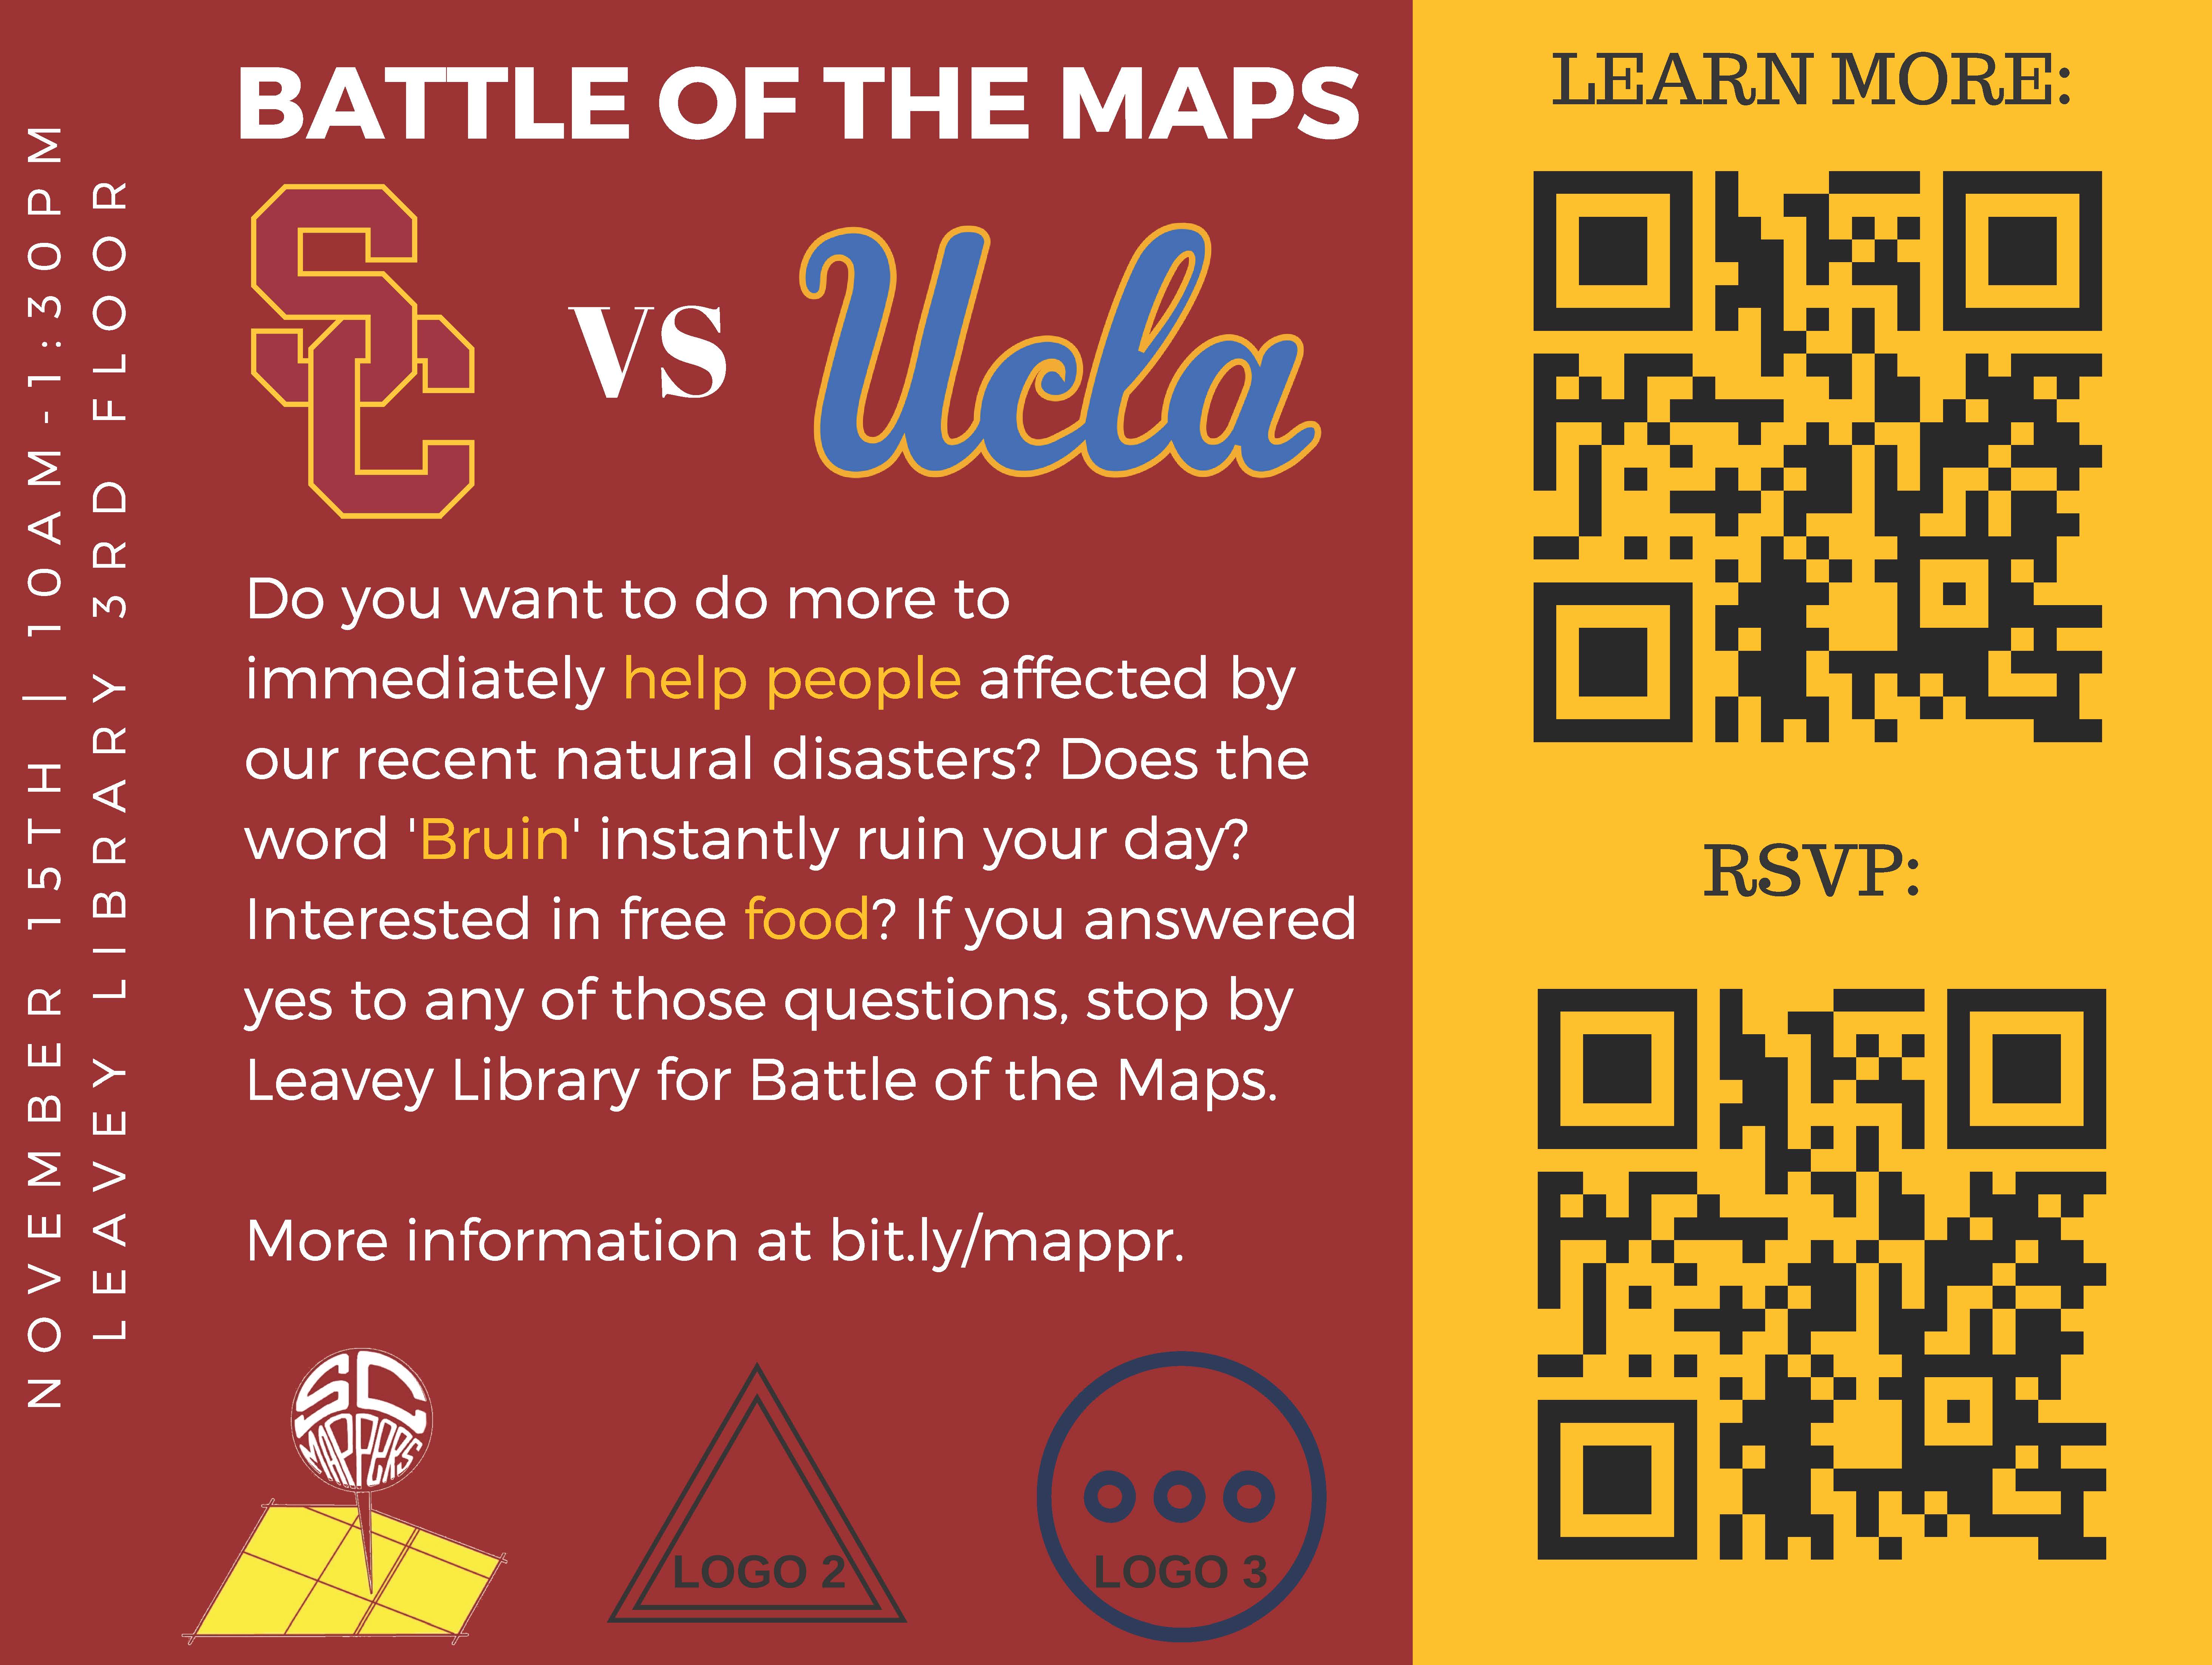 NOVEMBER 15TH | 10AM-1:30PM
LEAVEY LIBRARY 3RD FLOOR
BATTLE OF THE MAPS
SC
VS
Ucla
Do you want to do more to
immediately help people affected by
our recent natural disasters? Does the
word 'Bruin' instantly ruin your day?
Interested in free food? If you answered
yes to any of those questions, stop by
Leavey Library for Battle of the Maps.
More information at bit.ly/mappr.
SC
MAPPERS
LOGO 2
LOGO 3
LEARN MORE:
RSVP: